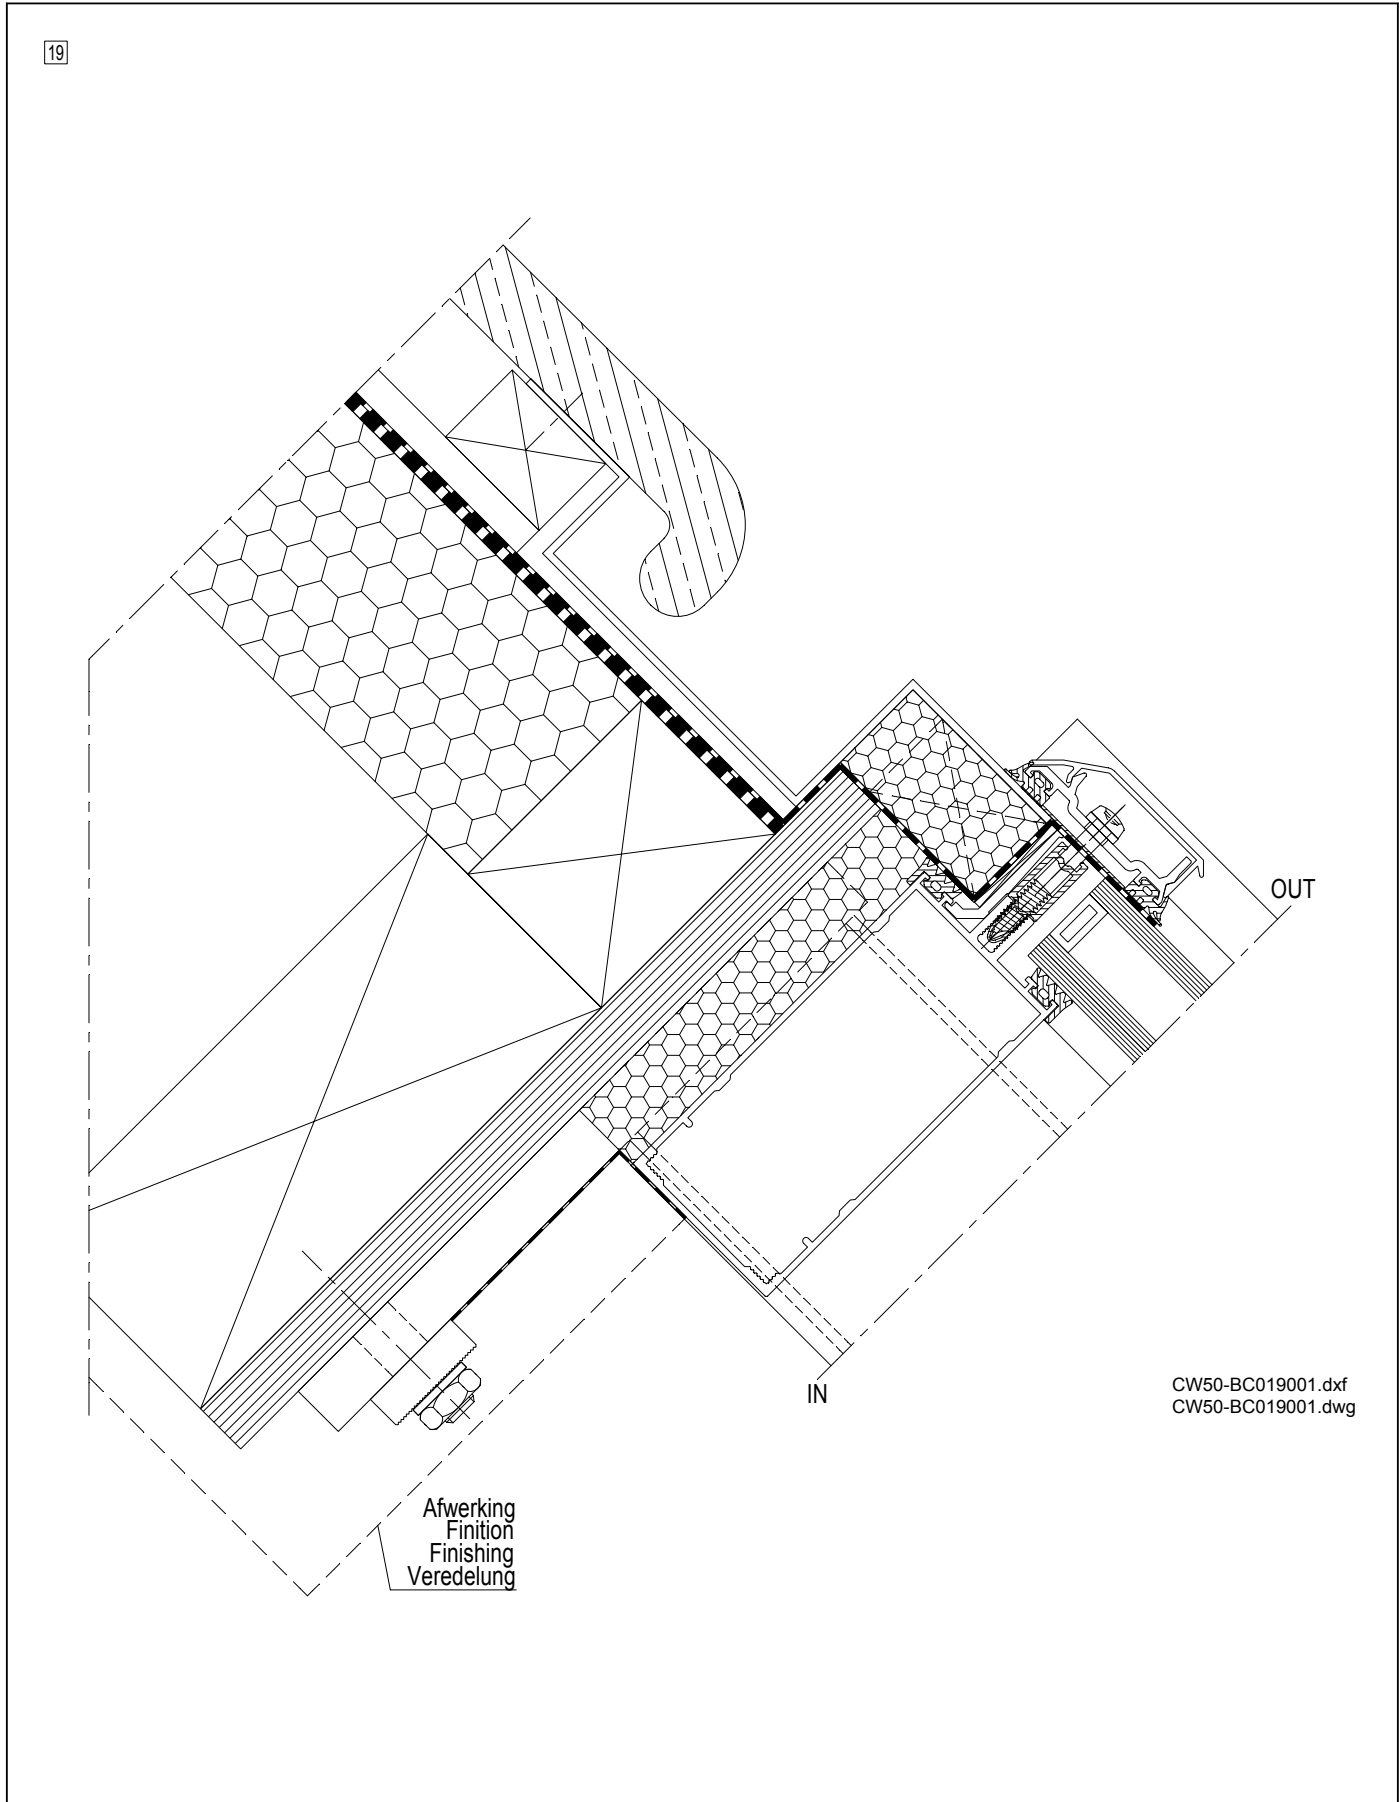 19
OUT
IN
CW50-BC019001.dxf
CW50-BC019001.dwg
Afwerking
Finition
Finishing
Veredelung